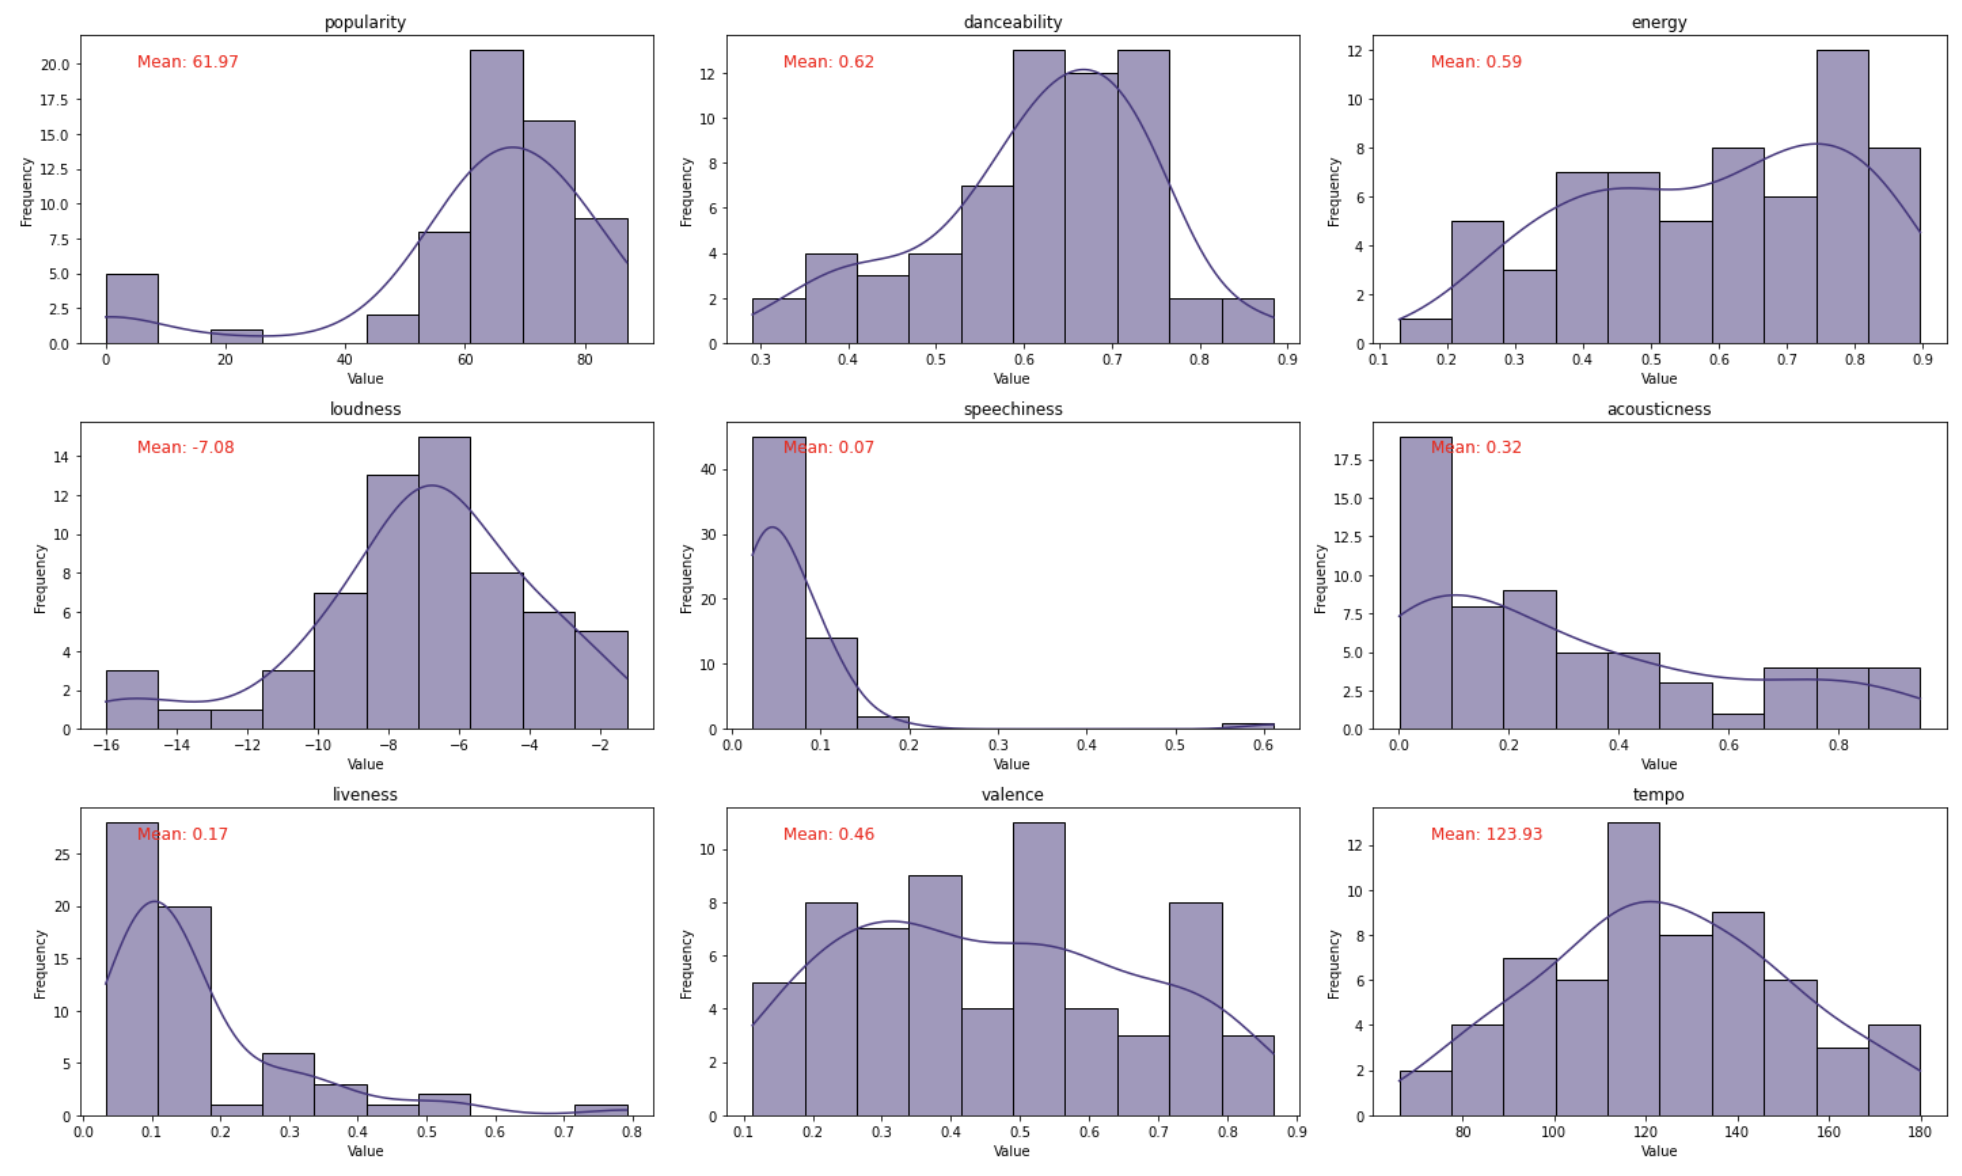 popularity
Mean: 61.97
20.0
17.5
15.0
12.5
10.0
7.5
5.0
2.5
0.0
Frequency
0 20 40 60 80
Value
danceability
Mean: 0.62
12
10
8
6
4
2
0
Frequency
0.3 0.4 0.5 0.6 0.7 0.8 0.9
Value
energy
Mean: 0.59
12
10
8
6
4
2
0
Frequency
0.1 0.2 0.3 0.4 0.5 0.6 0.7 0.8 0.9
Value
loudness
Mean: -7.08
14
12
10
8
6
4
2
0
Frequency
−16 −14 −12 −10 −8 −6 −4 −2
Value
speechiness
Mean: 0.07
40
30
20
10
0
Frequency
0.0 0.1 0.2 0.3 0.4 0.5 0.6
Value
acousticness
Mean: 0.32
17.5
15.0
12.5
10.0
7.5
5.0
2.5
0.0
Frequency
0.0 0.2 0.4 0.6 0.8
Value
liveness
Mean: 0.17
25
20
15
10
5
0
Frequency
0.0 0.1 0.2 0.3 0.4 0.5 0.6 0.7 0.8
Value
valence
Mean: 0.46
10
8
6
4
2
0
Frequency
0.1 0.2 0.3 0.4 0.5 0.6 0.7 0.8 0.9
Value
tempo
Mean: 123.93
12
10
8
6
4
2
0
Frequency
80 100 120 140 160 180
Value